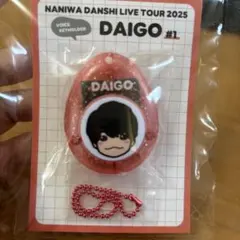 NANIWA DANSHI LIVE TOUR 2025
VOICE
KEYHOLDER
DAIGO #1
DAIGO